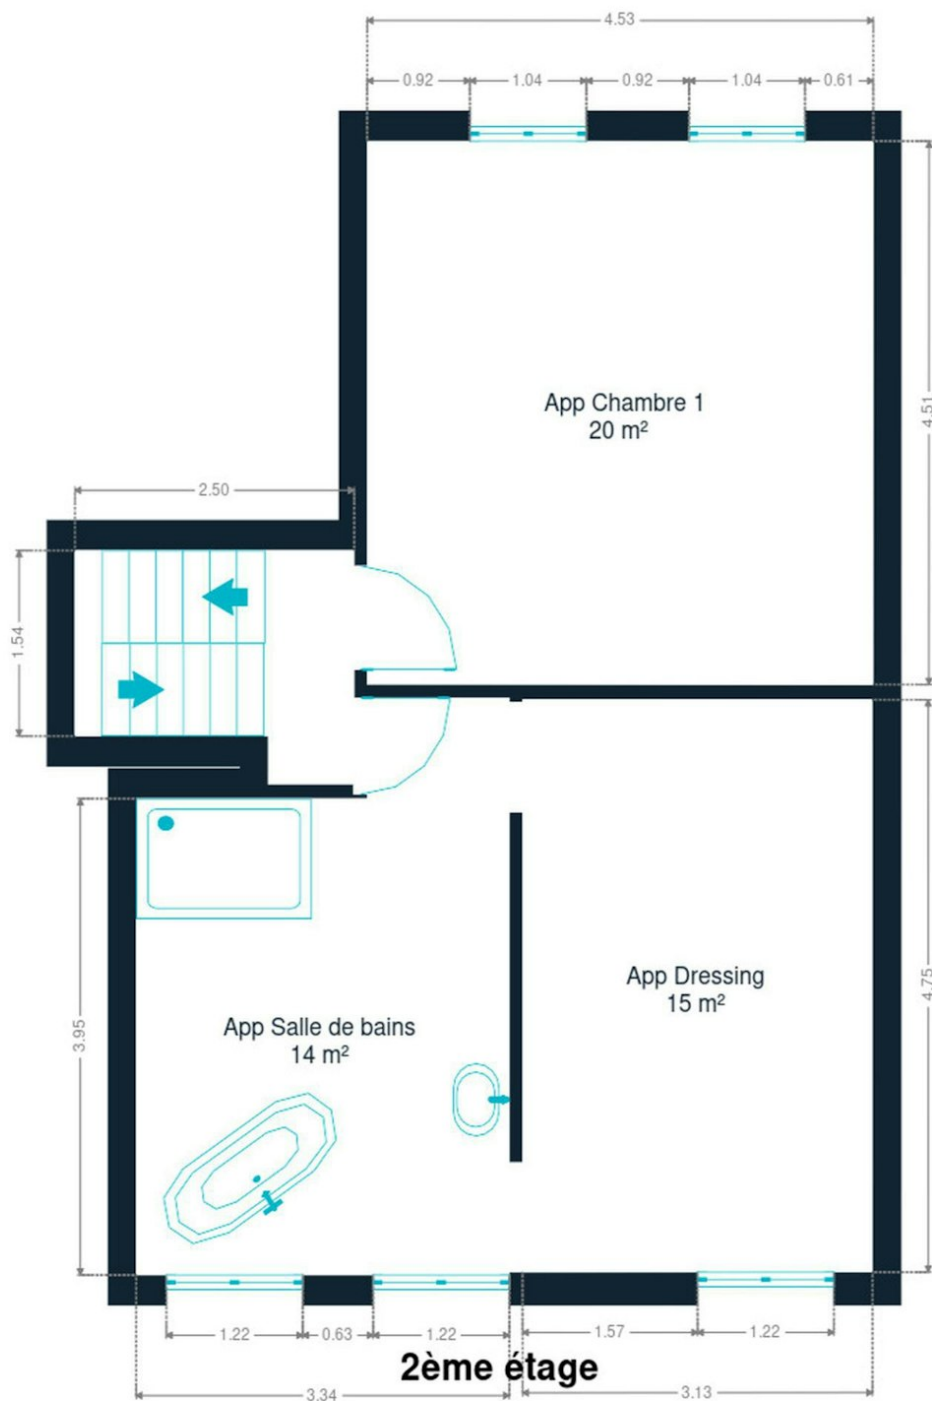 4.53
0.92 1.04 0.92 1.04 0.61
4.51
App Chambre 1
20 m²
2.50
1.54
4.75
App Dressing
15 m²
3.95
App Salle de bains
14 m²
1.22 0.63 1.22 1.57 1.22
2ème étage
3.34 3.13